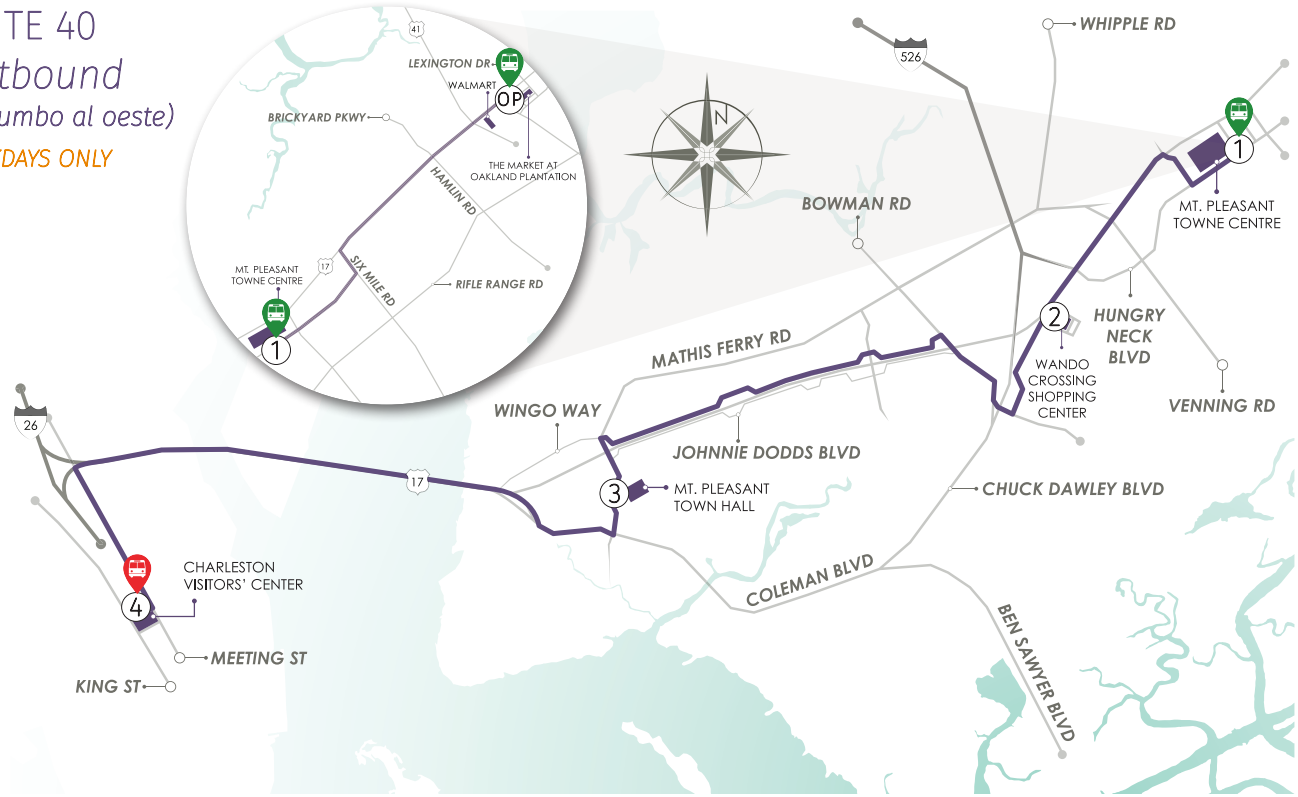 TE 40
tbound
umbo al oeste)
DAYS ONLY
41
LEXINGTON DR
WALMART
OP
BRICKYARD PKWY
THE MARKET AT
OAKLAND PLANTATION
HAMLIN RD
17
SIX MILE RD
RIFLE RANGE RD
MT. PLEASANT
TOWNE CENTRE
1
N
WHIPPLE RD
526
1
MT. PLEASANT
TOWNE CENTRE
BOWMAN RD
2
HUNGRY
NECK
BLVD
WANDO
CROSSING
SHOPPING
CENTER
VENNING RD
MATHIS FERRY RD
WINGO WAY
JOHNNIE DODDS BLVD
26
17
3
MT. PLEASANT
TOWN HALL
CHUCK DAWLEY BLVD
CHARLESTON
VISITORS' CENTER
4
COLEMAN BLVD
BEN SAWYER BLVD
MEETING ST
KING ST